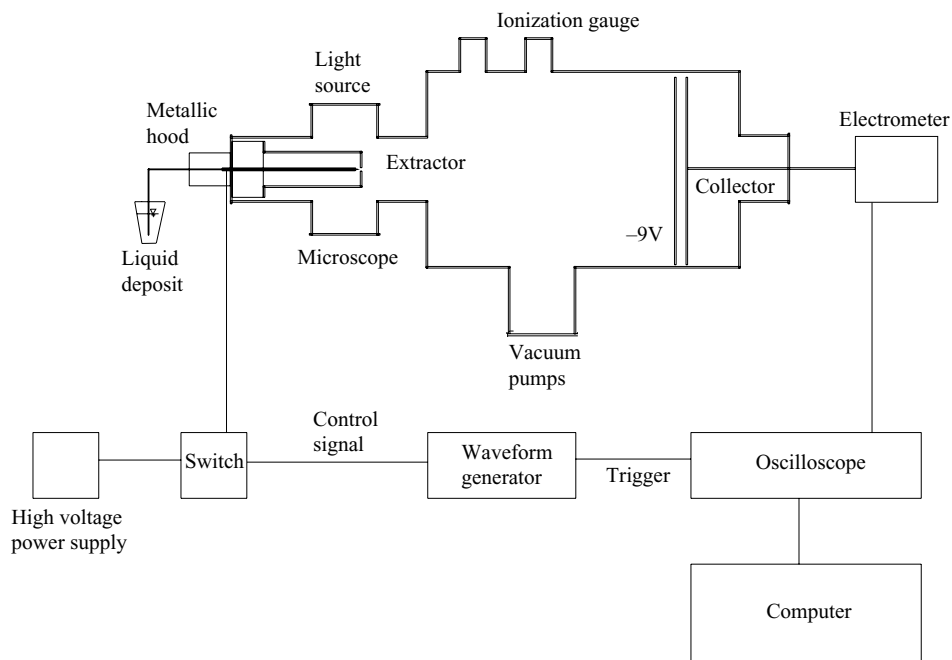 Ionization gauge
Light
source
Metallic
hood
Electrometer
Extractor
Collector
–9V
Liquid
deposit
Microscope
Vacuum
pumps
Control
signal
Switch
Waveform
generator
Trigger
Oscilloscope
High voltage
power supply
Computer